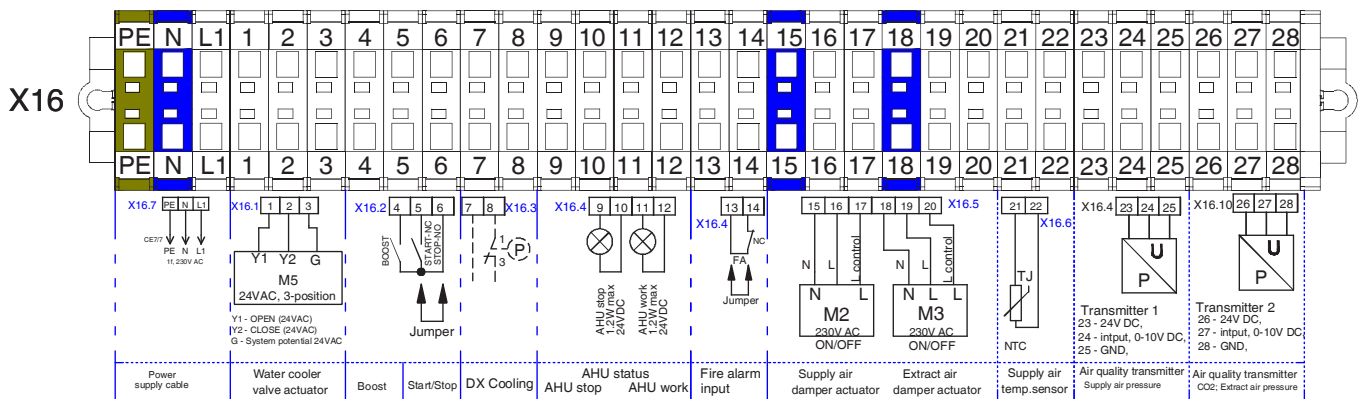 PE N L1 1 2 3 4 5 6 7 8 9 10 11 12 13 14 15 16 17 18 19 20 21 22 23 24 25 26 27 28
X16
PE N L1 1 2 3 4 5 6 7 8 9 10 11 12 13 14 15 16 17 18 19 20 21 22 23 24 25 26 27 28
X16.7 PE N L1
CE7/7
PE N L1
1f, 230V AC
Power
supply cable
X16.1 1 2 3
Y1 Y2 G
M5
24VAC, 3-position
Y1 - OPEN (24VAC)
Y2 - CLOSE (24VAC)
G - System potential 24VAC
Water cooler
valve actuator
X16.2 4 5 6
BOOST
START-NC
STOP-NO
Jumper
Boost
Start/Stop
7 8 X16.3
1
3
P
DX Cooling
X16.4 9 10 11 12
AHU stop
1.2W max
24VDC
AHU work
1.2W max
24VDC
AHU status
AHU stop AHU work
13 14
X16.4
NC
FA
Jumper
Fire alarm
input
15 16 17 18 19 20 X16.5
N L L control
N L
M2
230V AC
ON/OFF
Supply air
damper actuator
N L L control
N L L
M3
230V AC
ON/OFF
Extract air
damper actuator
21 22
X16.6
TJ
NTC
Supply air
temp.sensor
X16.4 23 24 25
U
P
Transmitter 1
23 - 24V DC,
24 - intput, 0-10V DC,
25 - GND,
Air quality transmitter
Supply air pressure
X16.10 26 27 28
U
P
Transmitter 2
26 - 24V DC,
27 - intput, 0-10V DC
28 - GND,
Air quality transmitter
CO2; Extract air pressure